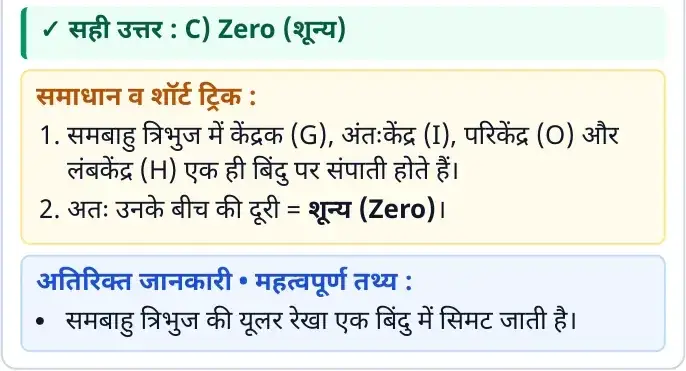 ✓ सही उत्तर : C) Zero (शून्य)
समाधान व शॉर्ट ट्रिक :
1. समबाहु त्रिभुज में केंद्रक (G), अंतःकेंद्र (I), परिकेंद्र (O) और
लंबकेंद्र (H) एक ही बिंदु पर संपाती होते हैं।
2. अतः उनके बीच की दूरी = शून्य (Zero)।
अतिरिक्त जानकारी • महत्वपूर्ण तथ्य :
• समबाहु त्रिभुज की यूलर रेखा एक बिंदु में सिमट जाती है।